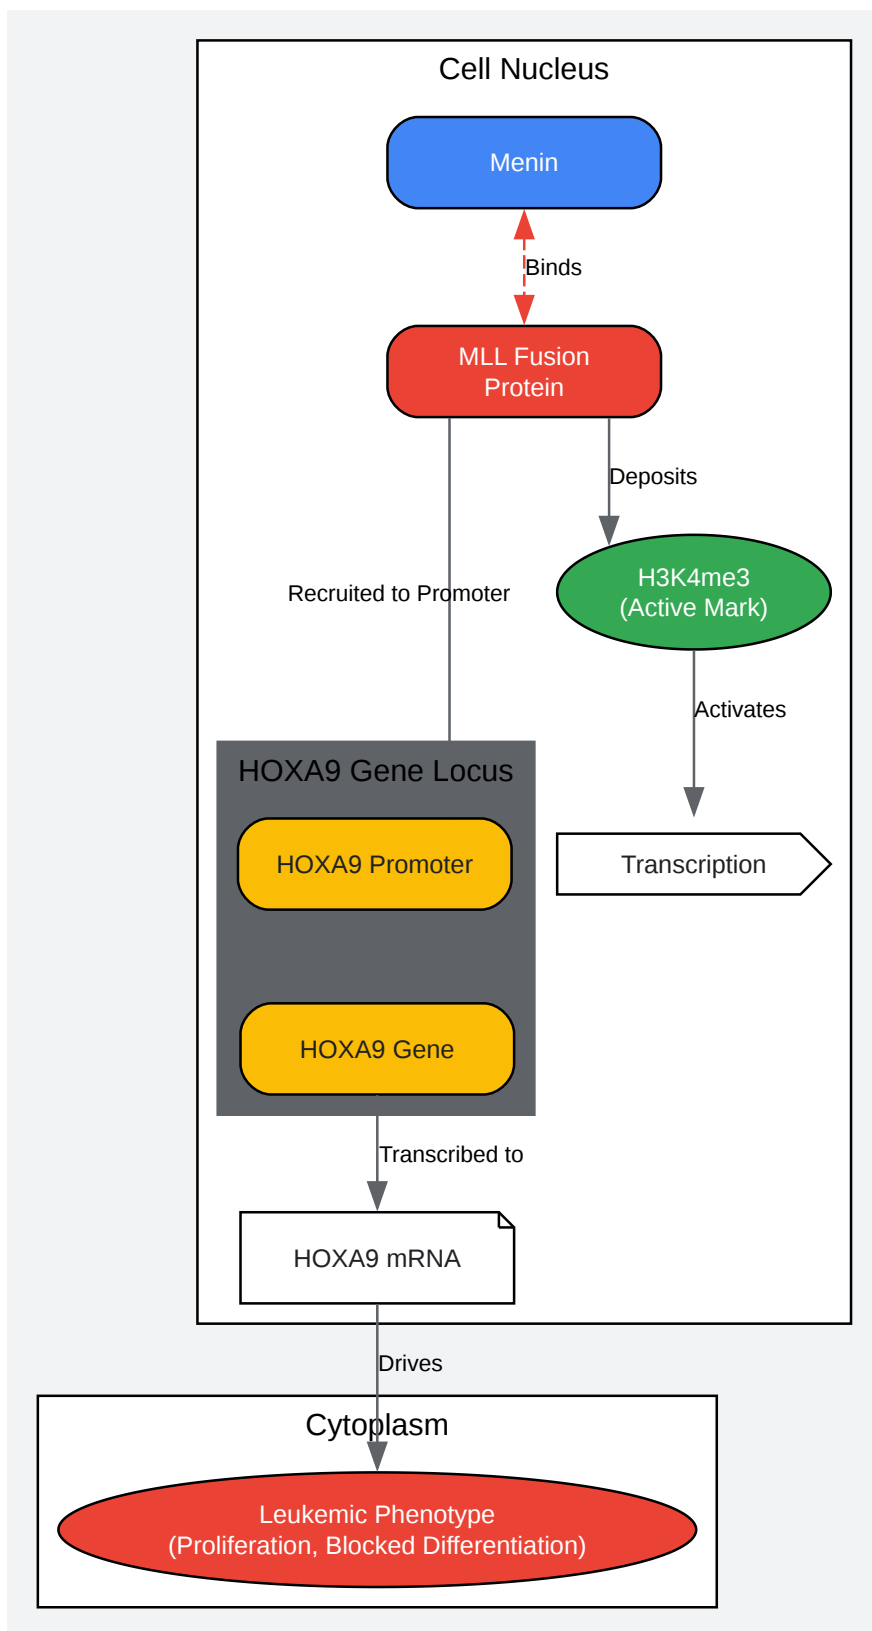 Cell Nucleus
Menin
Binds
MLL Fusion
Protein
Deposits
H3K4me3
(Active Mark)
Recruited to Promoter
Activates
HOXA9 Gene Locus
HOXA9 Promoter
Transcription
HOXA9 Gene
Transcribed to
HOXA9 mRNA
Drives
Cytoplasm
Leukemic Phenotype
(Proliferation, Blocked Differentiation)